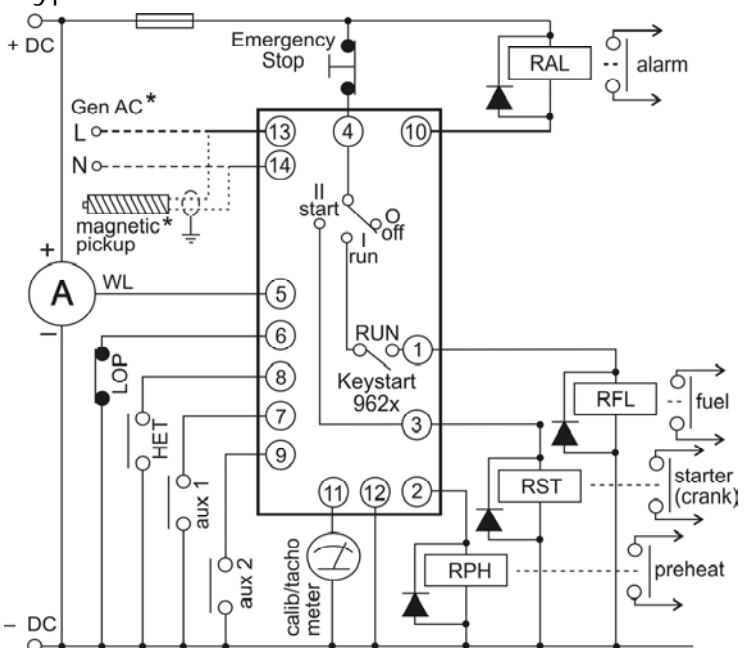 + DC
Emergency
Stop
RAL
alarm
Gen AC*
L
N
13
14
4
10
magnetic*
pickup
II
start
O
off
I
run
+
A
WL
–
5
6
8
7
9
LOP
HET
aux 1
aux 2
RUN
1
Keystart
962x
3
11
12
2
calib/tacho
meter
RFL
fuel
RST
starter
(crank)
RPH
preheat
– DC